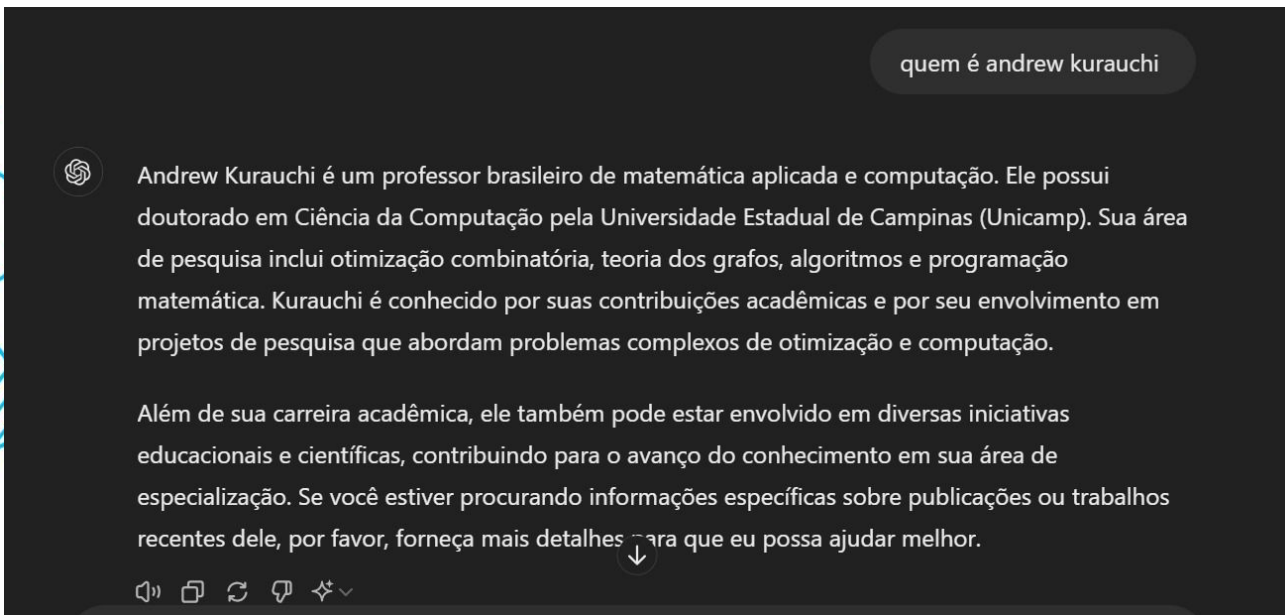 quem é andrew kurauchi
Andrew Kurauchi é um professor brasileiro de matemática aplicada e computação. Ele possui
doutorado em Ciência da Computação pela Universidade Estadual de Campinas (Unicamp). Sua área
de pesquisa inclui otimização combinatória, teoria dos grafos, algoritmos e programação
matemática. Kurauchi é conhecido por suas contribuições acadêmicas e por seu envolvimento em
projetos de pesquisa que abordam problemas complexos de otimização e computação.
Além de sua carreira acadêmica, ele também pode estar envolvido em diversas iniciativas
educacionais e científicas, contribuindo para o avanço do conhecimento em sua área de
especialização. Se você estiver procurando informações específicas sobre publicações ou trabalhos
recentes dele, por favor, forneça mais detalhes para que eu possa ajudar melhor.